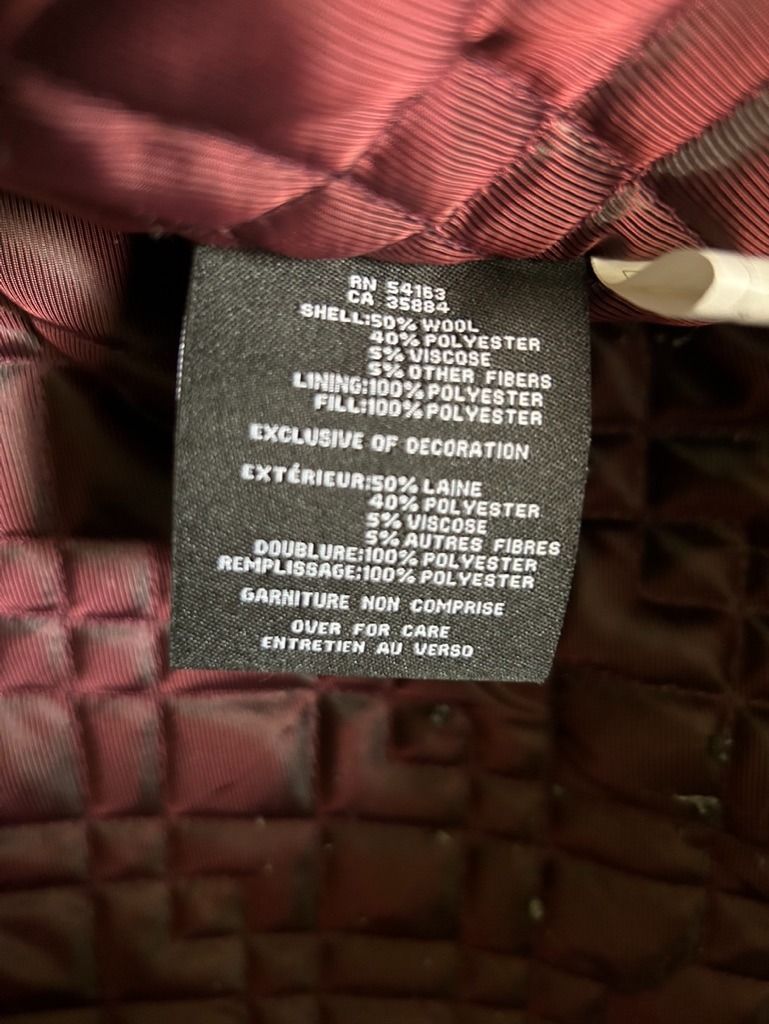 RN 54163
CA 35884
SHELL:50% WOOL
40% POLYESTER
5% VISCOSE
5% OTHER FIBERS
LINING:100% POLYESTER
FILL:100% POLYESTER
EXCLUSIVE OF DECORATION
EXTÉRIEUR:50% LAINE
40% POLYESTER
5% VISCOSE
5% AUTRES FIBRES
DOUBLURE:100% POLYESTER
REMPLISSAGE:100% POLYESTER
GARNITURE NON COMPRISE
OVER FOR CARE
ENTRETIEN AU VERSO